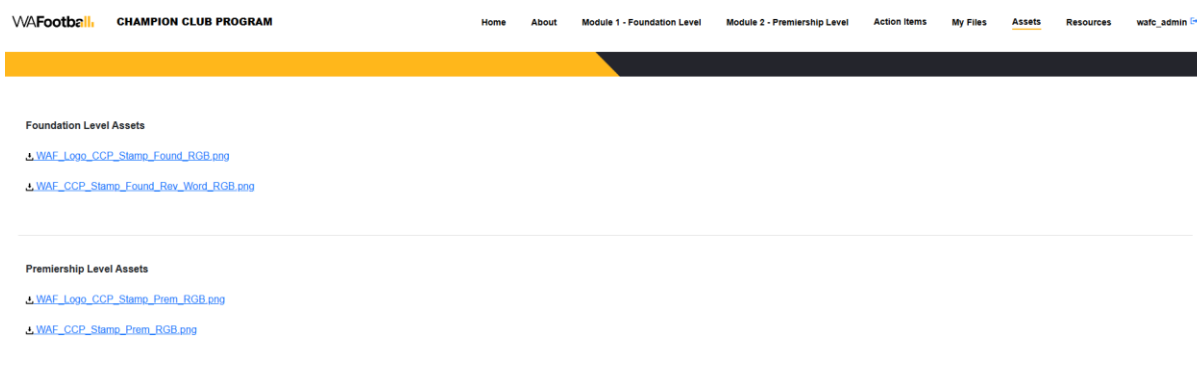 WAFootball. CHAMPION CLUB PROGRAM Home About Module 1 - Foundation Level Module 2 - Premiership Level Action Items My Files Assets Resources wafc_admin
Foundation Level Assets
WAF_Logo_CCP_Stamp_Found_RGB.png
WAF_CCP_Stamp_Found_Rev_Word_RGB.png
Premiership Level Assets
WAF_Logo_CCP_Stamp_Prem_RGB.png
WAF_CCP_Stamp_Prem_RGB.png